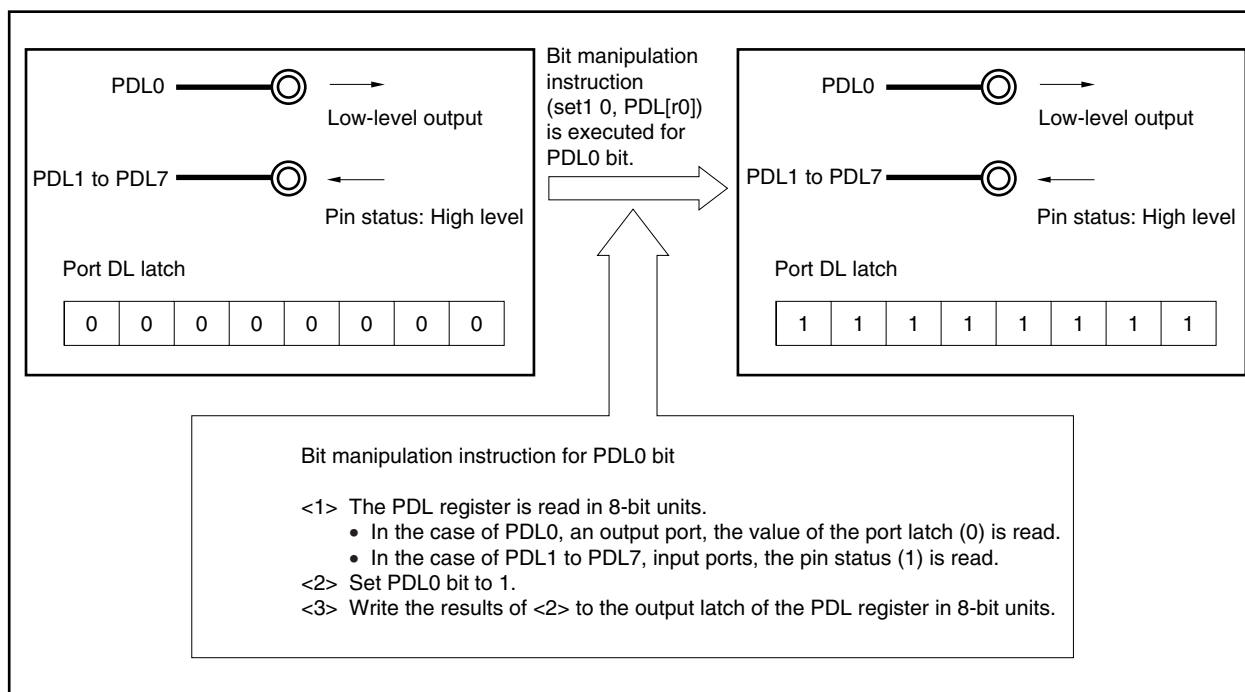 PDL0
Low-level output
PDL1 to PDL7
Pin status: High level
Port DL latch
0 0 0 0 0 0 0 0
Bit manipulation
instruction
(set1 0, PDL[r0])
is executed for
PDL0 bit.
PDL0
Low-level output
PDL1 to PDL7
Pin status: High level
Port DL latch
1 1 1 1 1 1 1 1
Bit manipulation instruction for PDL0 bit
<1> The PDL register is read in 8-bit units.
• In the case of PDL0, an output port, the value of the port latch (0) is read.
• In the case of PDL1 to PDL7, input ports, the pin status (1) is read.
<2> Set PDL0 bit to 1.
<3> Write the results of <2> to the output latch of the PDL register in 8-bit units.